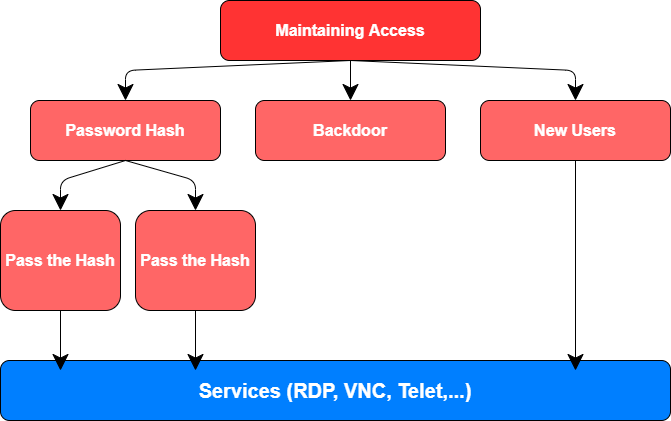 Maintaining Access
Password Hash
Backdoor
New Users
Pass the Hash
Pass the Hash
Services (RDP, VNC, Telet,...)